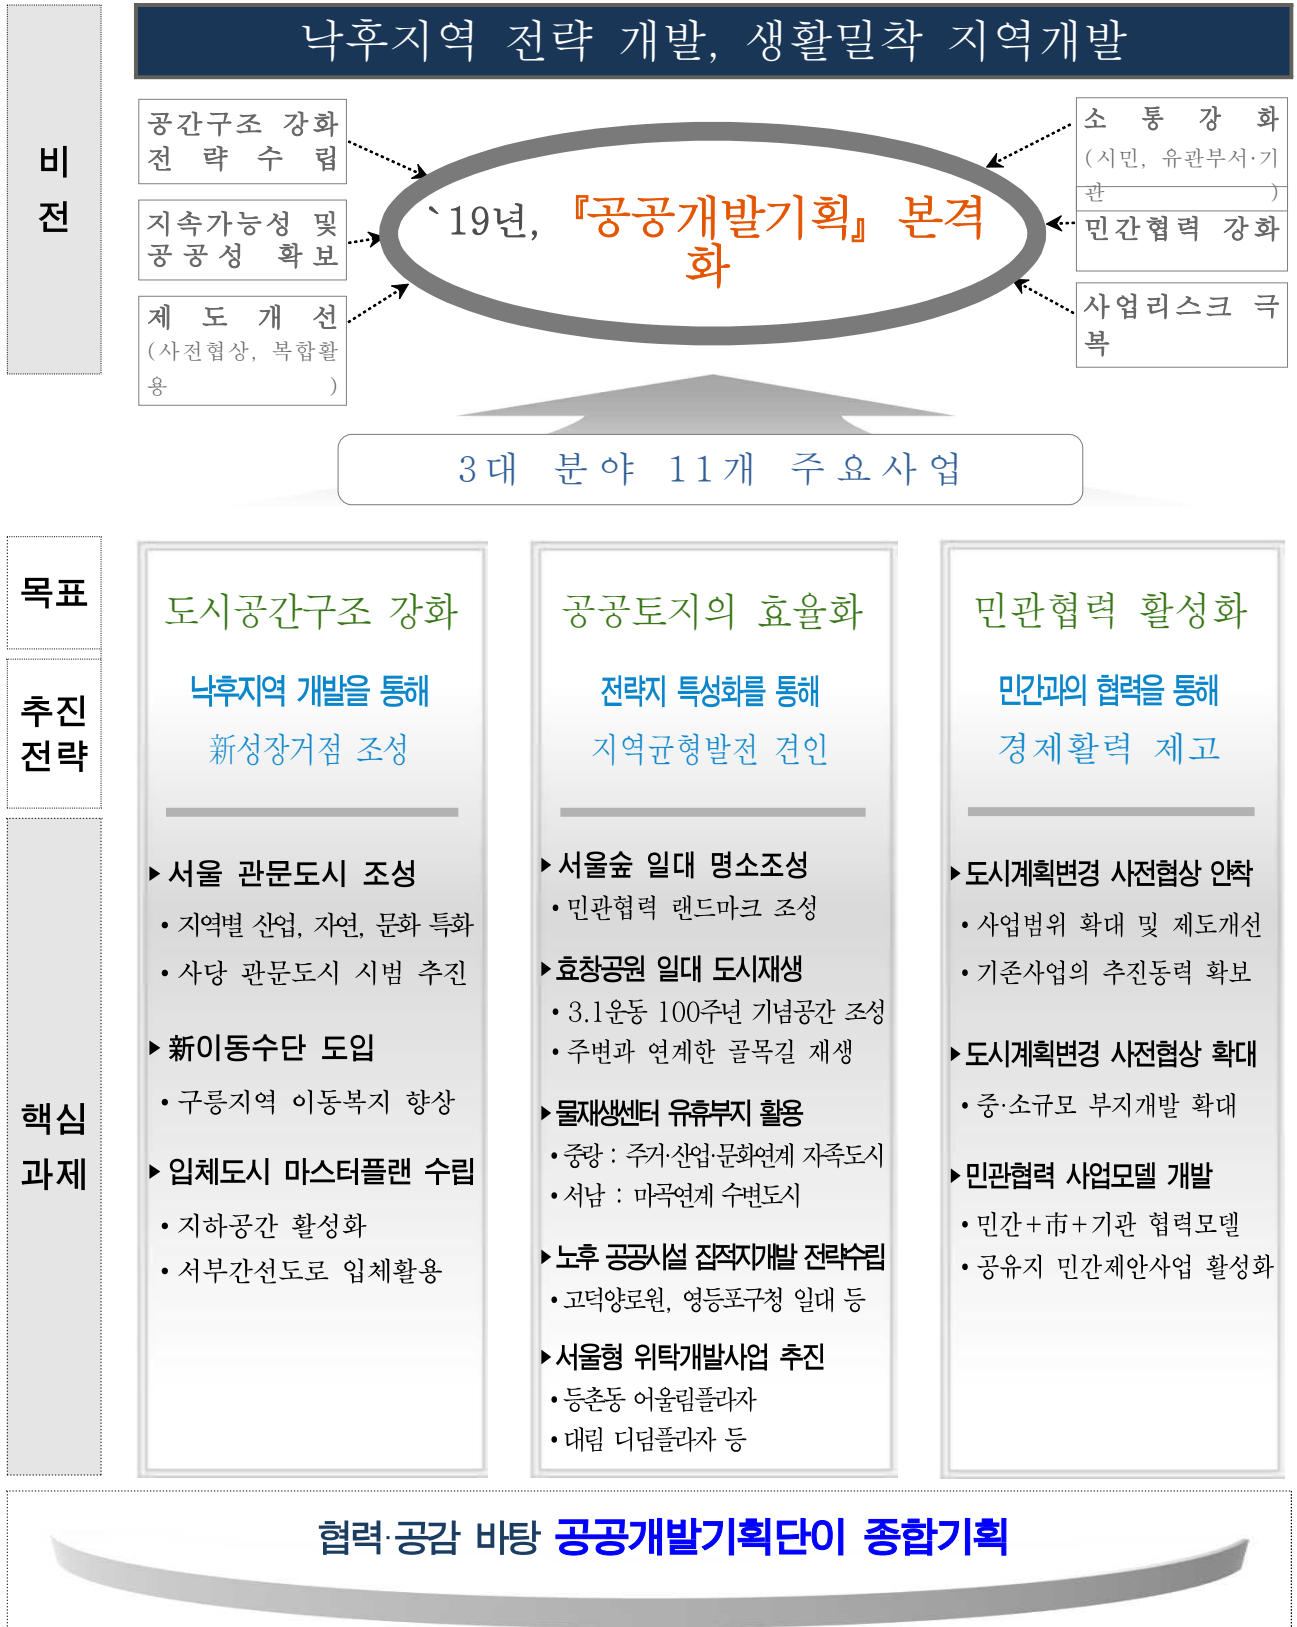 비
전
낙후지역 전략 개발, 생활밀착 지역개발
공간구조 강화
전략수립
지속가능성 및
공공성 확보
제도개선
(사전협상, 복합활
용 )
`19년, 『공공개발기획』 본격
화
소통강화
(시민, 유관부서·기
관 )
민간협력 강화
사업리스크 극
복
3대 분야 11개 주요사업
목표
도시공간구조 강화
공공토지의 효율화
민관협력 활성화
추진
전략
낙후지역 개발을 통해
新성장거점 조성
전략지 특성화를 통해
지역균형발전 견인
민간과의 협력을 통해
경제활력 제고
핵심
과제
▶서울 관문도시 조성
•지역별 산업, 자연, 문화 특화
•사당 관문도시 시범 추진
▶新이동수단 도입
•구릉지역 이동복지 향상
▶입체도시 마스터플랜 수립
•지하공간 활성화
•서부간선도로 입체활용
▶서울숲 일대 명소조성
•민관협력 랜드마크 조성
▶효창공원 일대 도시재생
•3.1운동 100주년 기념공간 조성
•주변과 연계한 골목길 재생
▶물재생센터 유휴부지 활용
•중랑 : 주거·산업·문화연계 자족도시
•서남 : 마곡연계 수변도시
▶노후 공공시설 집적지개발 전략수립
•고덕양로원, 영등포구청 일대 등
▶서울형 위탁개발사업 추진
•등촌동 어울림플라자
•대림 디딤플라자 등
▶도시계획변경 사전협상 안착
•사업범위 확대 및 제도개선
•기존사업의 추진동력 확보
▶도시계획변경 사전협상 확대
•중·소규모 부지개발 확대
▶민관협력 사업모델 개발
•민간+市+기관 협력모델
•공유지 민간제안사업 활성화
협력·공감 바탕 공공개발기획단이 종합기획